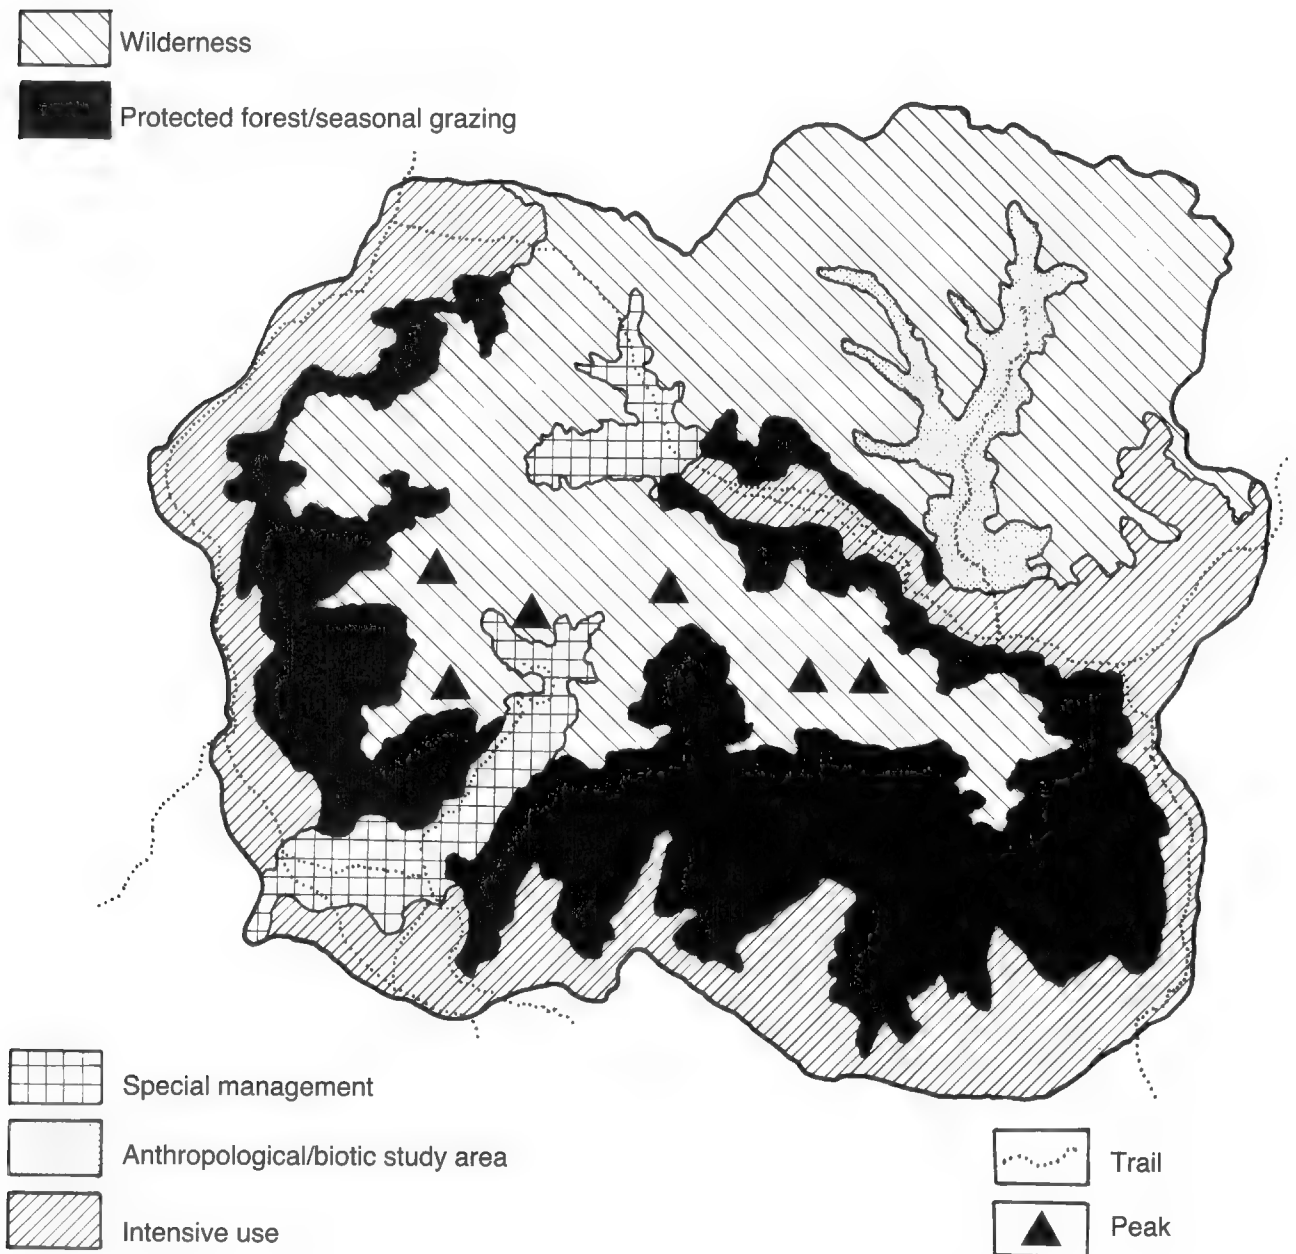 Wilderness
Protected forest/seasonal grazing
Special management
Anthropological/biotic study area
Intensive use
Trail
Peak